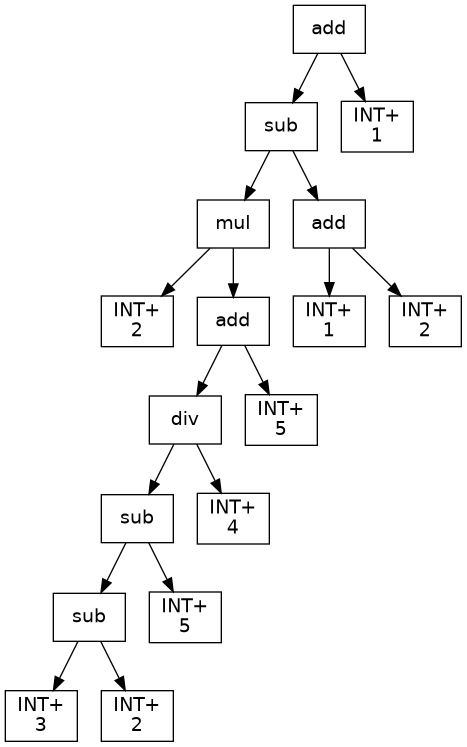 add
sub
INT+
1
mul
add
INT+
2
add
INT+
1
INT+
2
div
INT+
5
sub
INT+
4
sub
INT+
5
INT+
3
INT+
2